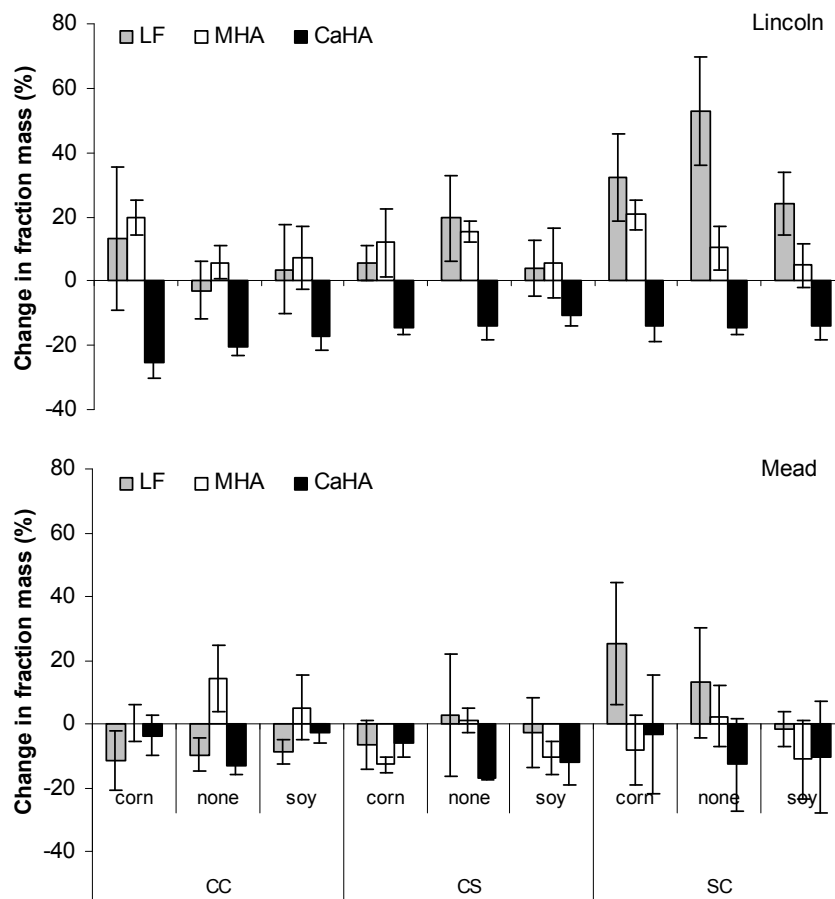 Lincoln
LF MHA CaHA
80
60
40
20
0
-20
-40
Change in fraction mass (%)
Mead
LF MHA CaHA
80
60
40
20
0
-20
-40
Change in fraction mass (%)
corn none soy corn none soy corn none soy
CC CS SC